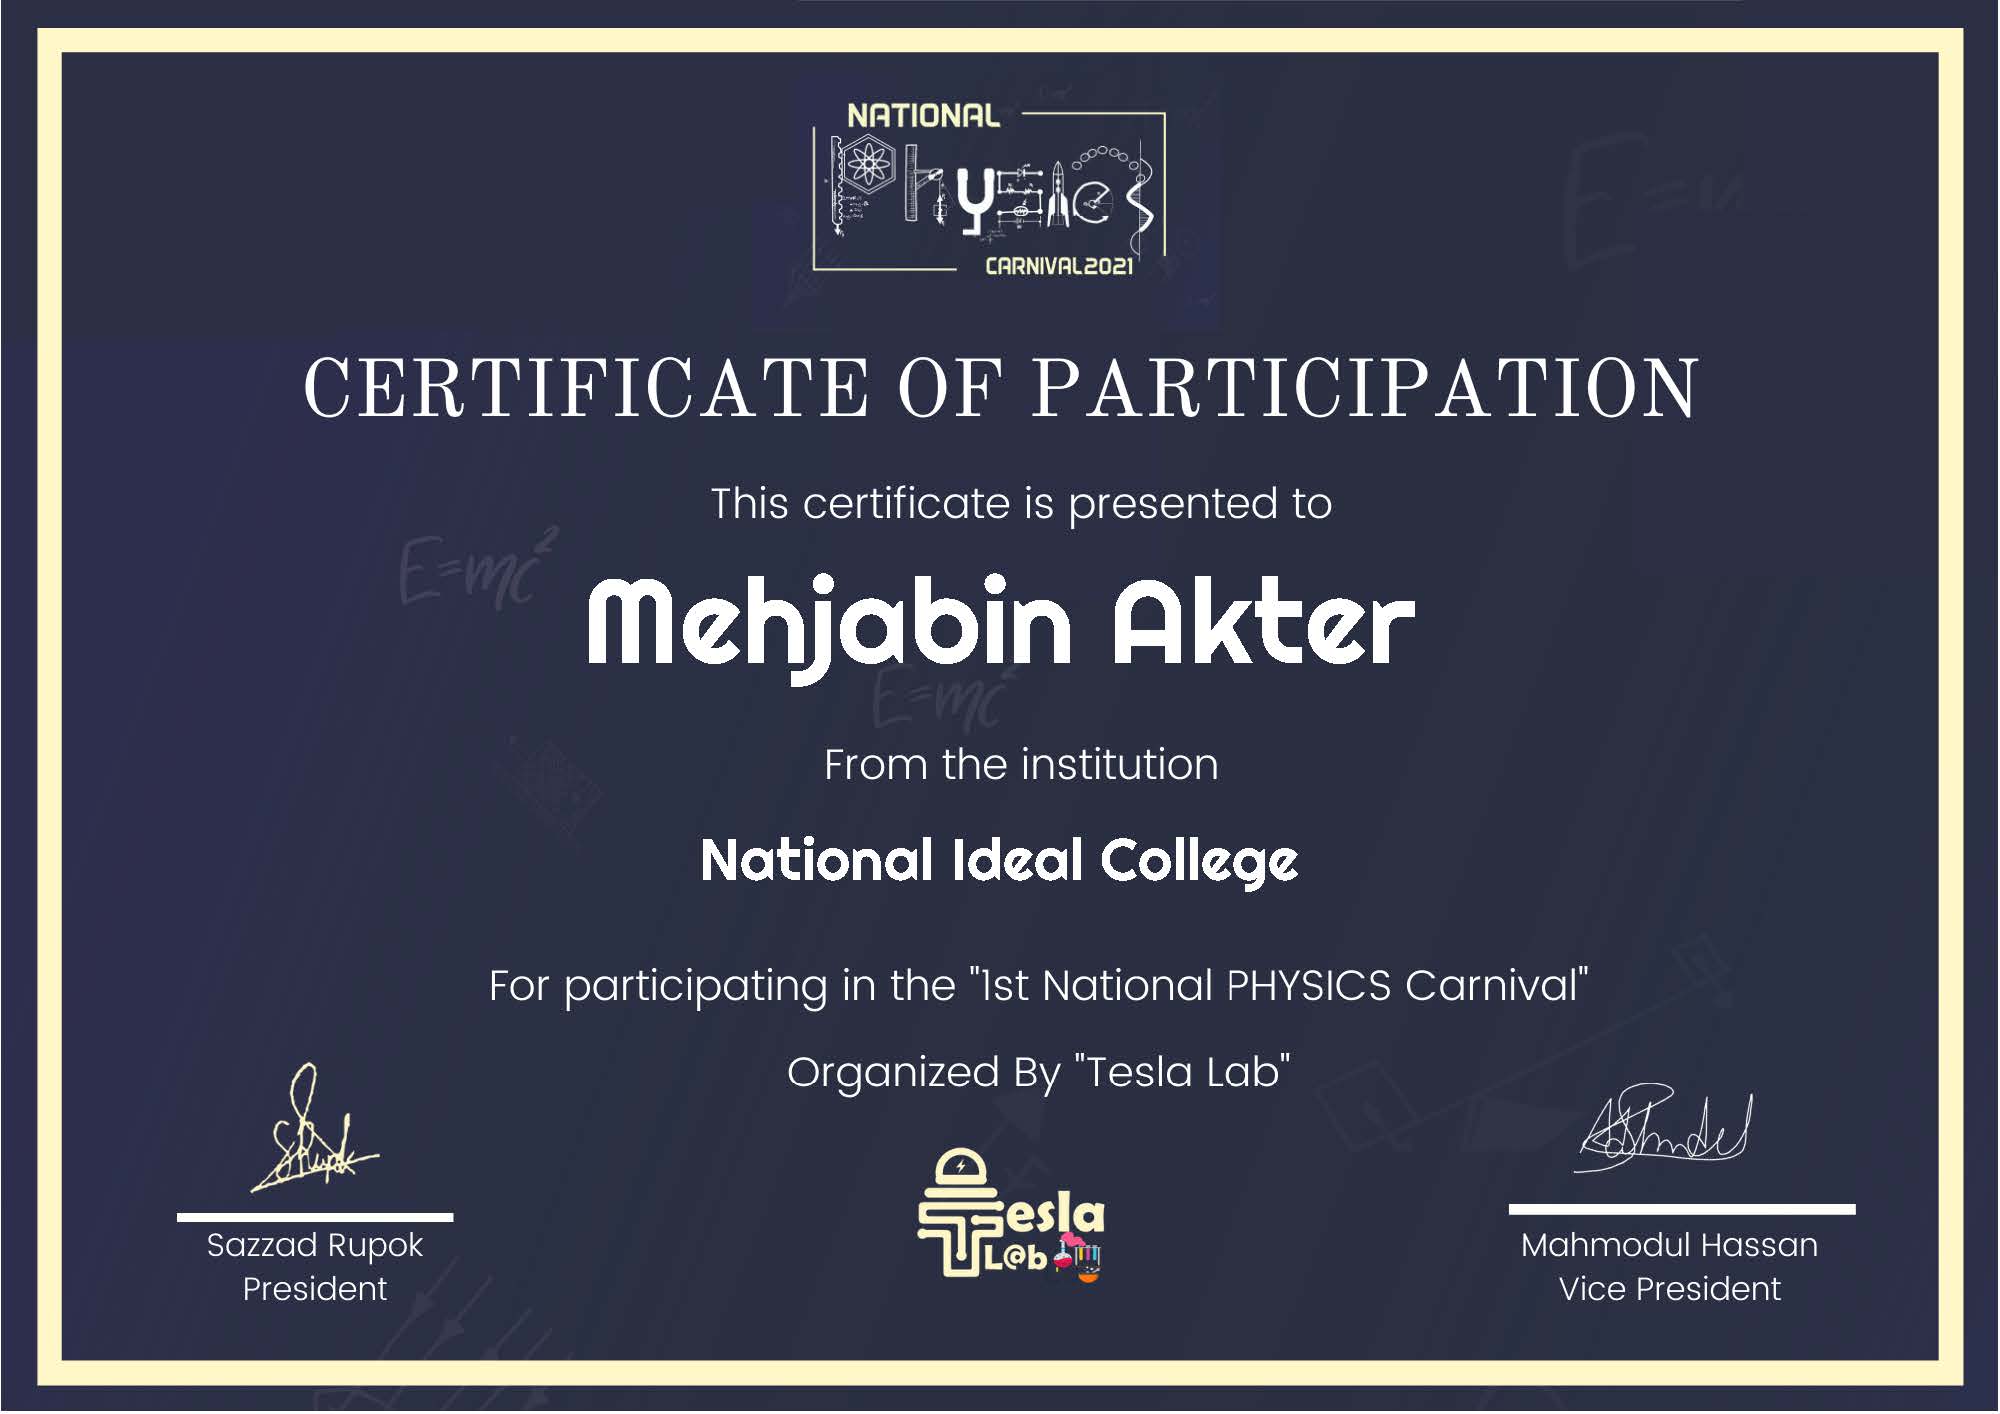 NATIONAL
Physics
CARNIVAL2021
CERTIFICATE OF PARTICIPATION
This certificate is presented to
E=mc²
Mehjabin Akter
E=mc²
From the institution
National Ideal College
For participating in the "1st National PHYSICS Carnival"
Organized By "Tesla Lab"
Tesla
L@b
Sazzad Rupok
President
Mahmodul Hassan
Vice President